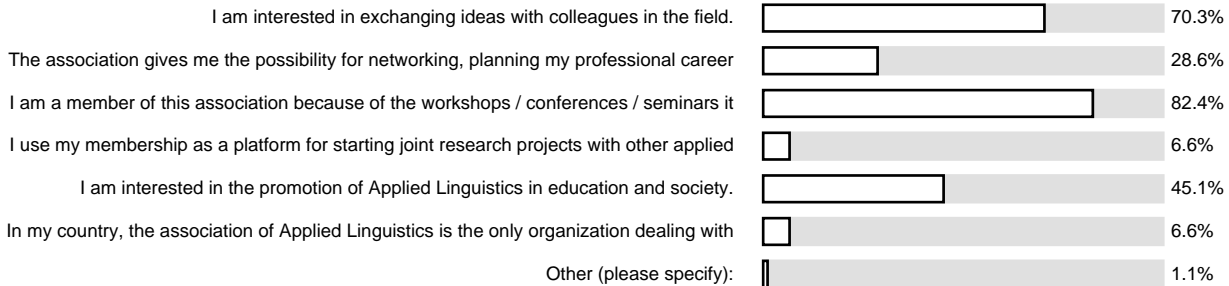 I am interested in exchanging ideas with colleagues in the field. 70.3%
The association gives me the possibility for networking, planning my professional career 28.6%
I am a member of this association because of the workshops / conferences / seminars it 82.4%
I use my membership as a platform for starting joint research projects with other applied 6.6%
I am interested in the promotion of Applied Linguistics in education and society. 45.1%
In my country, the association of Applied Linguistics is the only organization dealing with 6.6%
Other (please specify): 1.1%